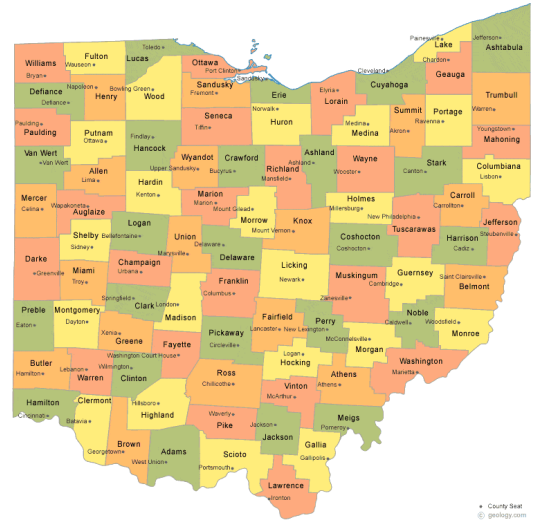 Williams
Bryan
Fulton
Wauseon
Lucas
Toledo
Ottawa
Port Clinton
Sandusky
Sandusky
Fremont
Erie
Lorain
Elyria
Cleveland
Cuyahoga
Painesville
Lake
Chardon
Geauga
Jefferson
Ashtabula
Defiance
Defiance
Napoleon
Henry
Bowling Green
Wood
Seneca
Tiffin
Norwalk
Huron
Medina
Medina
Summit
Akron
Portage
Ravenna
Trumbull
Warren
Youngstown
Mahoning
Paulding
Paulding
Putnam
Ottawa
Findlay
Hancock
Wyandot
Upper Sandusky
Crawford
Bucyrus
Richland
Mansfield
Ashland
Ashland
Wayne
Wooster
Stark
Canton
Columbiana
Lisbon
Van Wert
Van Wert
Allen
Lima
Hardin
Kenton
Marion
Marion
Mount Gilead
Morrow
Mount Vernon
Knox
Holmes
Millersburg
New Philadelphia
Tuscarawas
Carroll
Carrollton
Jefferson
Steubenville
Mercer
Celina
Wapakoneta
Auglaize
Shelby
Sidney
Logan
Bellefontaine
Union
Marysville
Delaware
Delaware
Coshocton
Coshocton
Harrison
Cadiz
Darke
Greenville
Miami
Troy
Champaign
Urbana
Franklin
Columbus
Licking
Newark
Muskingum
Zanesville
Guernsey
Cambridge
Saint Clairsville
Belmont
Preble
Eaton
Montgomery
Dayton
Springfield
Clark
London
Madison
Pickaway
Circleville
Fairfield
Lancaster
New Lexington
Perry
McConnelsville
Morgan
Noble
Caldwell
Woodsfield
Monroe
Xenia
Greene
Washington Court House
Fayette
Logan
Hocking
Athens
Athens
Washington
Marietta
Butler
Hamilton
Lebanon
Warren
Wilmington
Clinton
Ross
Chillicothe
Vinton
McArthur
Hamilton
Cincinnati
Clermont
Batavia
Hillsboro
Highland
Waverly
Pike
Jackson
Jackson
Meigs
Pomeroy
Georgetown
Brown
West Union
Adams
Scioto
Portsmouth
Gallia
Gallipolis
Lawrence
Ironton
County Seat
© geology.com